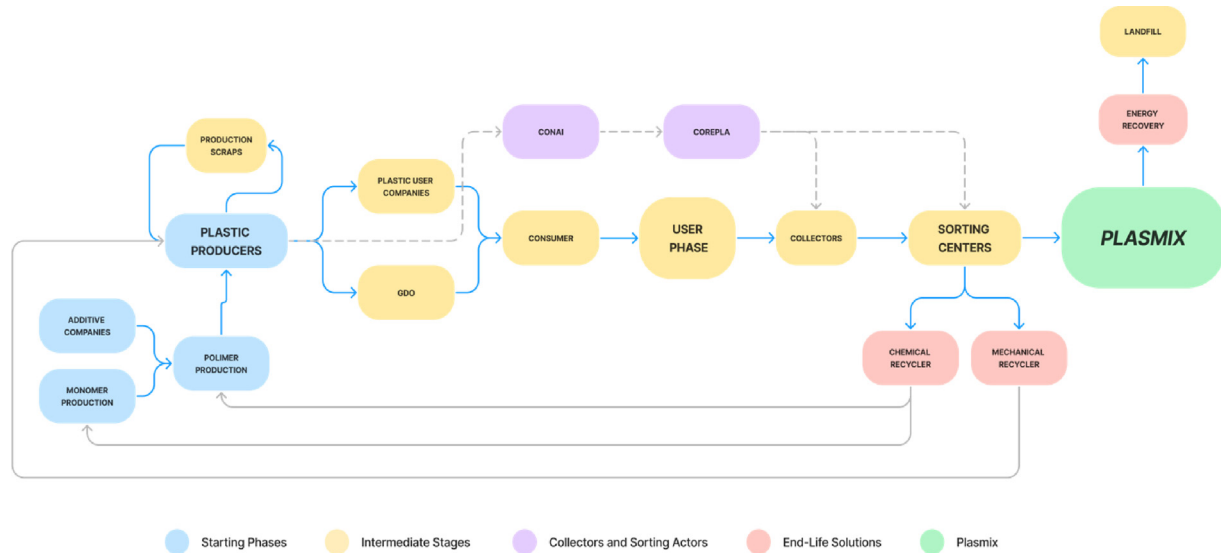 LANDFILL
ENERGY
RECOVERY
PRODUCTION
SCRAPS
CONAI
COREPLA
PLASTIC USER
COMPANIES
PLASTIC
PRODUCERS
CONSUMER
USER
PHASE
COLLECTORS
SORTING
CENTERS
PLASMIX
GDO
ADDITIVE
COMPANIES
POLIMER
PRODUCTION
MONOMER
PRODUCTION
CHEMICAL
RECYCLER
MECHANICAL
RECYCLER
Starting Phases
Intermediate Stages
Collectors and Sorting Actors
End-Life Solutions
Plasmix